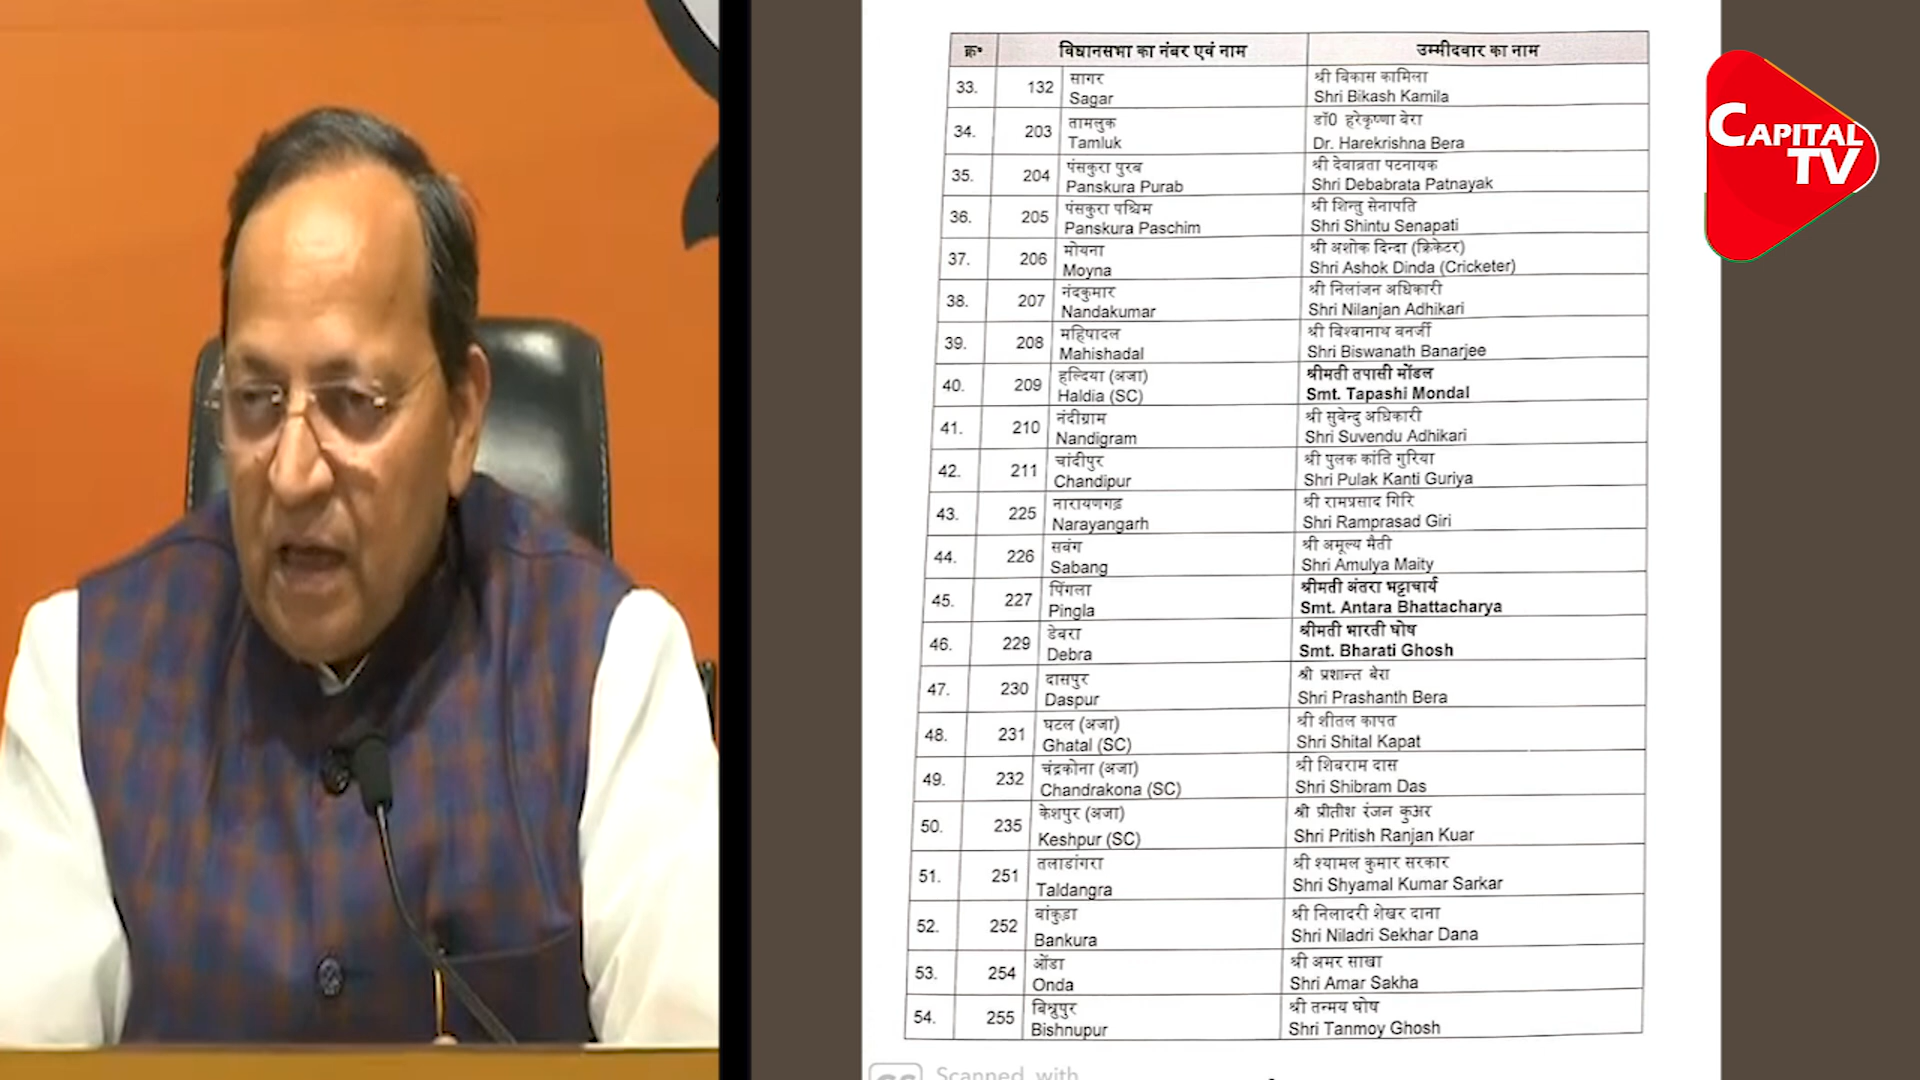 क्र॰ विधानसभा का नंबर एवं नाम उम्मीदवार का नाम
33. 132 सागर श्री बिकास कामिला
Sagar Shri Bikash Kamila
34. 203 तामलुक डॉ0 हरेकृष्णा बेरा
Tamluk Dr. Harekrishna Bera
35. 204 पंसकुरा पुरब श्री देवाब्रता पटनायक
Panskura Purab Shri Debabrata Patnayak
36. 205 पंसकुरा पश्चिम श्री शिन्तु सेनापति
Panskura Paschim Shri Shintu Senapati
37. 206 मोयना श्री अशोक दिन्दा (क्रिकेटर)
Moyna Shri Ashok Dinda (Cricketer)
38. 207 नंदकुमार श्री निलांजन अधिकारी
Nandakumar Shri Nilanjan Adhikari
39. 208 महिषादल श्री बिश्वानाथ बनर्जी
Mahishadal Shri Biswanath Banarjee
40. 209 हल्दिया (अजा) श्रीमती तपासी मोंडल
Haldia (SC) Smt. Tapashi Mondal
41. 210 नंदीग्राम श्री सुवेन्दु अधिकारी
Nandigram Shri Suvendu Adhikari
42. 211 चांदीपुर श्री पुलक कांति गुरिया
Chandipur Shri Pulak Kanti Guriya
43. 225 नारायणगढ़ श्री रामप्रसाद गिरि
Narayangarh Shri Ramprasad Giri
44. 226 सबंग श्री अमूल्य मैती
Sabang Shri Amulya Maity
45. 227 पिंगला श्रीमती अंतरा भट्टाचार्य
Pingla Smt. Antara Bhattacharya
46. 229 डेबरा श्रीमती भारती घोष
Debra Smt. Bharati Ghosh
47. 230 दासपुर श्री प्रशान्त बेरा
Daspur Shri Prashanth Bera
48. 231 घटल (अजा) श्री शीतल कापत
Ghatal (SC) Shri Shital Kapat
49. 232 चंद्रकोना (अजा) श्री शिबराम दास
Chandrakona (SC) Shri Shibram Das
50. 235 केशपुर (अजा) श्री प्रीतीश रंजन कुअर
Keshpur (SC) Shri Pritish Ranjan Kuar
51. 251 तलाडांगरा श्री श्यामल कुमार सरकार
Taldangra Shri Shyamal Kumar Sarkar
52. 252 बांकुड़ा श्री निलादरी शेखर दाना
Bankura Shri Niladri Sekhar Dana
53. 254 ओंडा श्री अमर साखा
Onda Shri Amar Sakha
54. 255 बिश्नुपुर श्री तन्मय घोष
Bishnupur Shri Tanmoy Ghosh
CS Scanned with
CAPITAL
TV